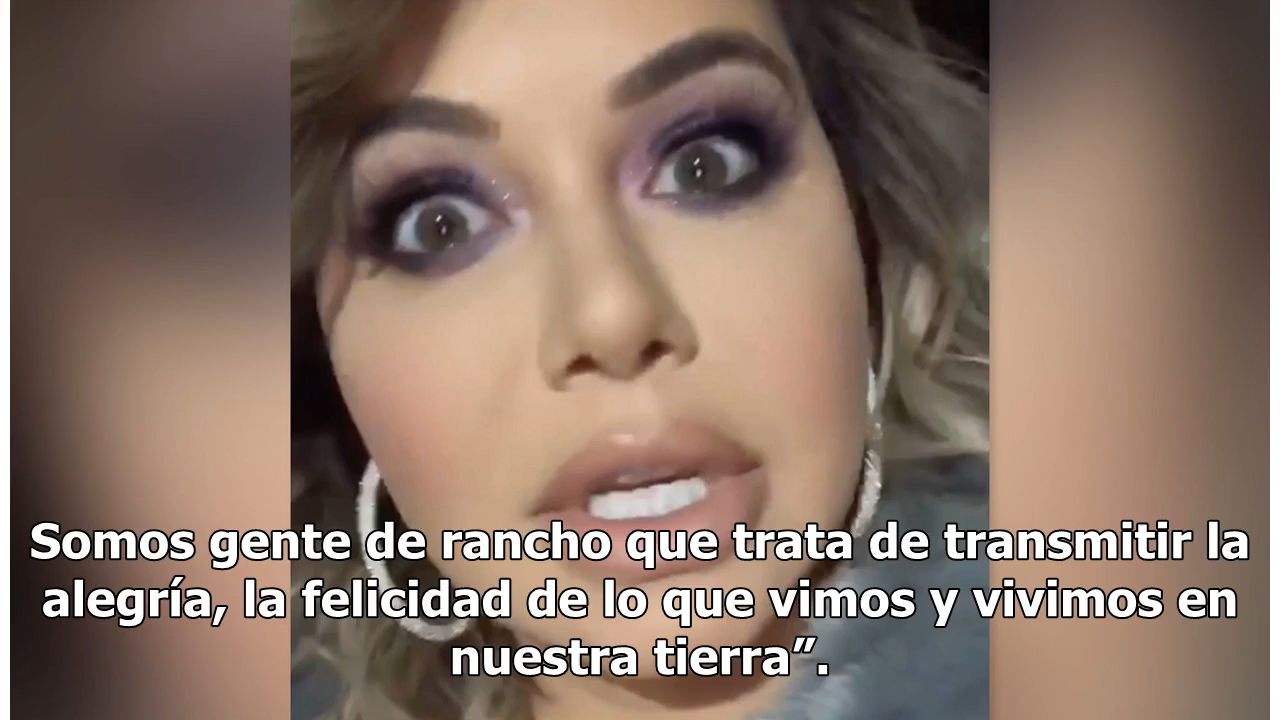 Somos gente de rancho que trata de transmitir la
alegría, la felicidad de lo que vimos y vivimos en
nuestra tierra”.